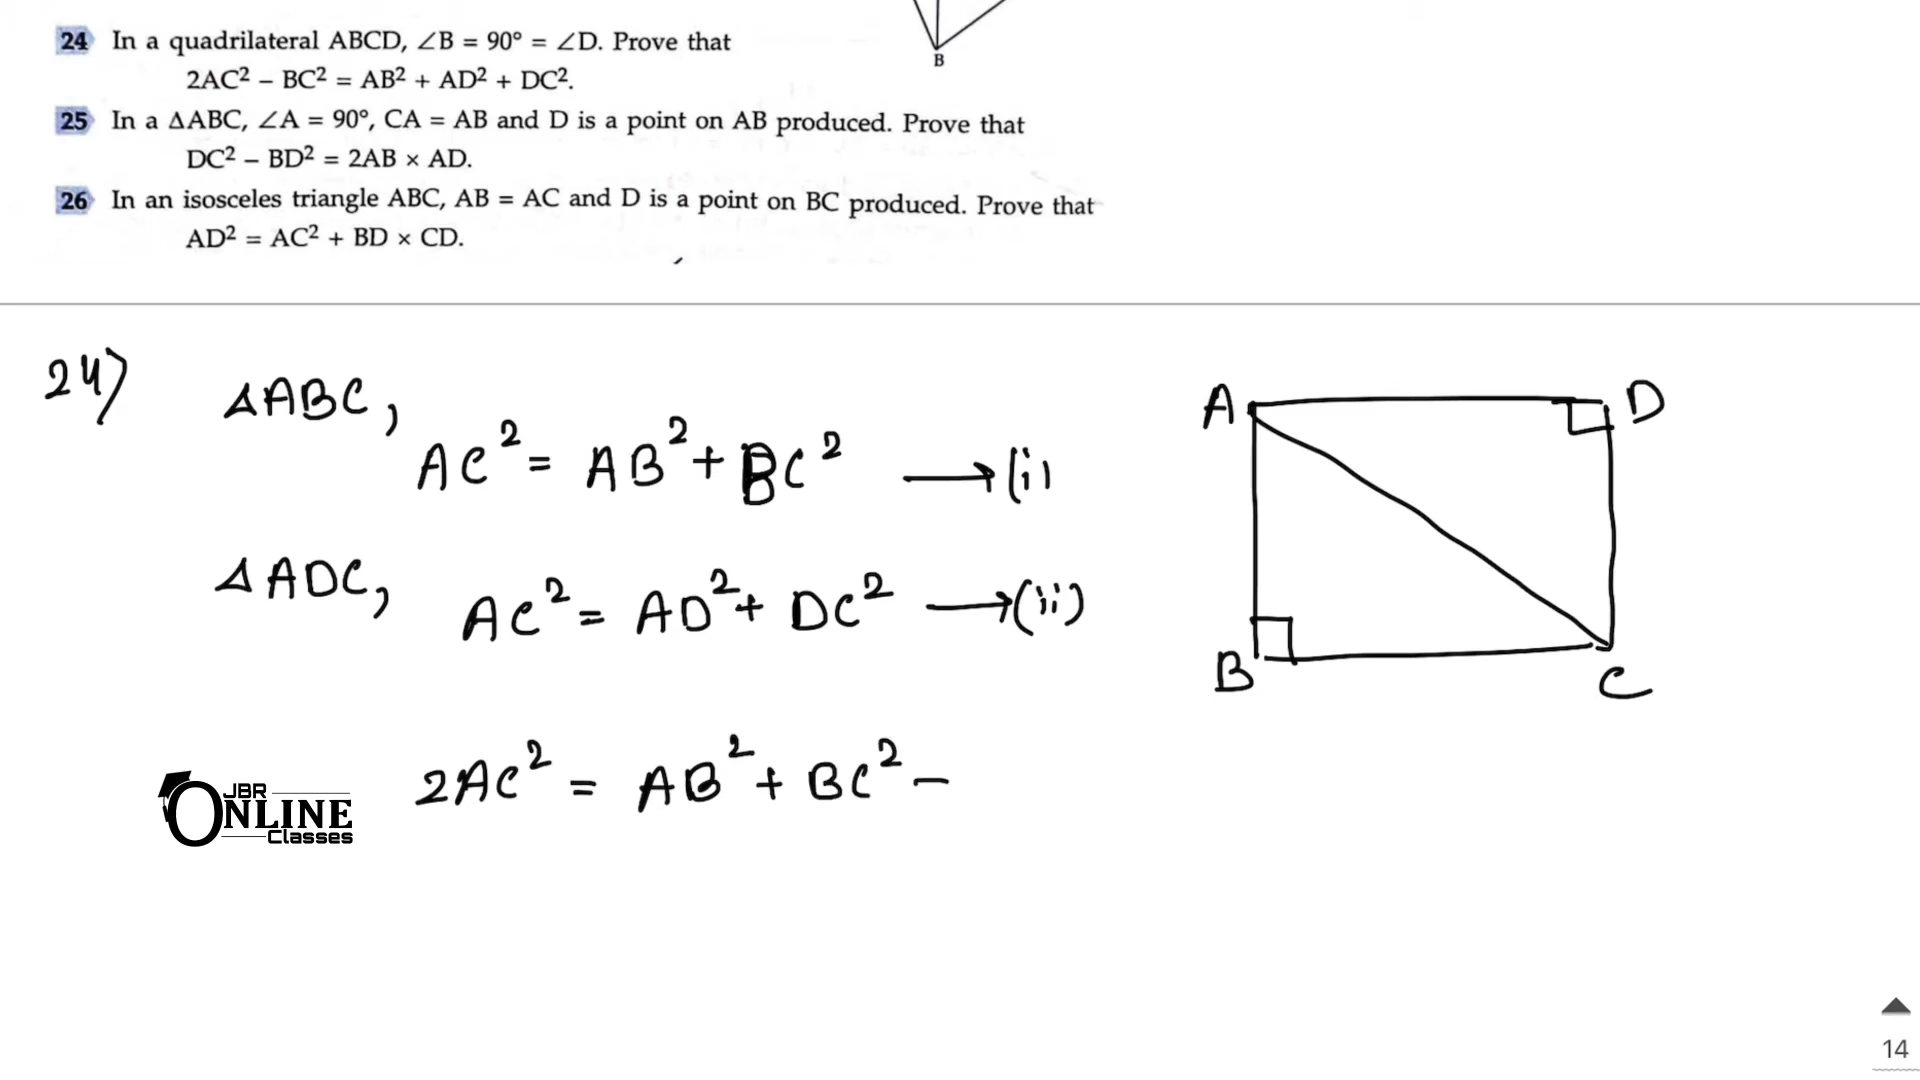 B
24 In a quadrilateral ABCD, ∠B = 90° = ∠D. Prove that
2AC² – BC² = AB² + AD² + DC².
25 In a ΔABC, ∠A = 90°, CA = AB and D is a point on AB produced. Prove that
DC² – BD² = 2AB × AD.
26 In an isosceles triangle ABC, AB = AC and D is a point on BC produced. Prove that
AD² = AC² + BD × CD.
24)
ΔABC,
AC² = AB² + BC² → (i)
ΔADC,
AC² = AD² + DC² → (ii)
2AC² = AB² + BC² –
A
D
B
C
JBR
ONLINE
Classes
14